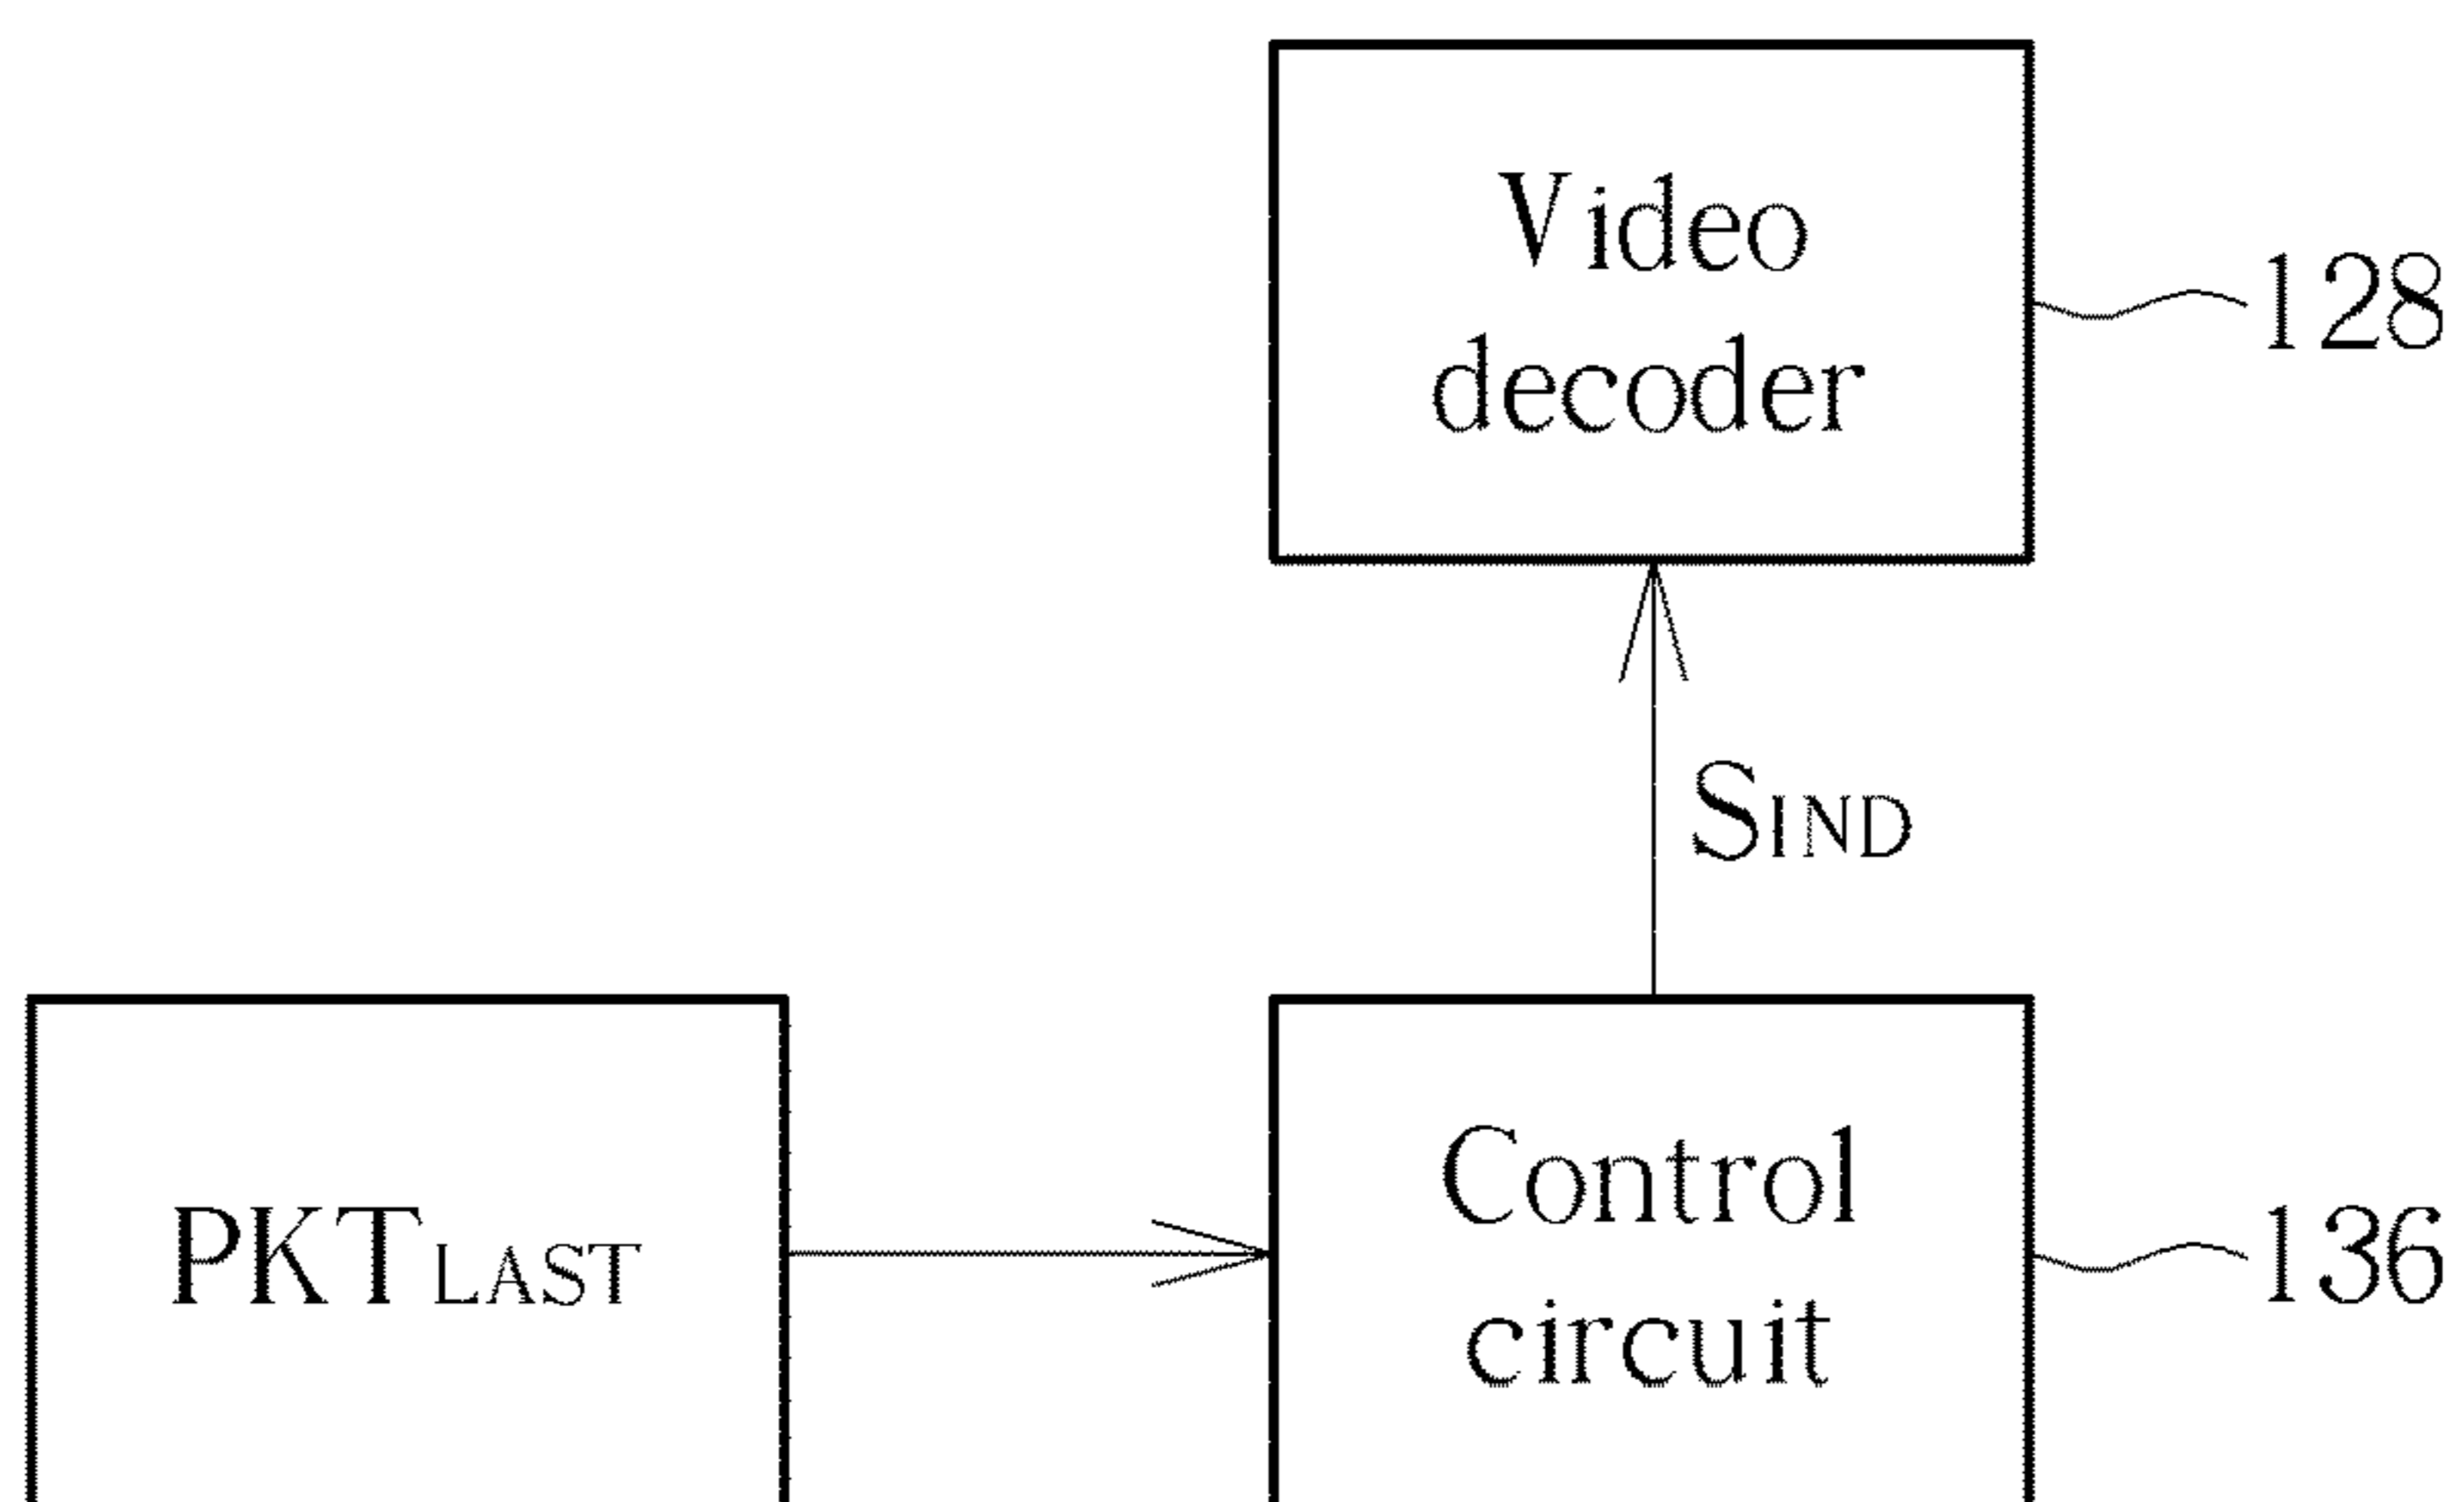 Video
decoder
128
SIND
PKTLAST
Control
circuit
136